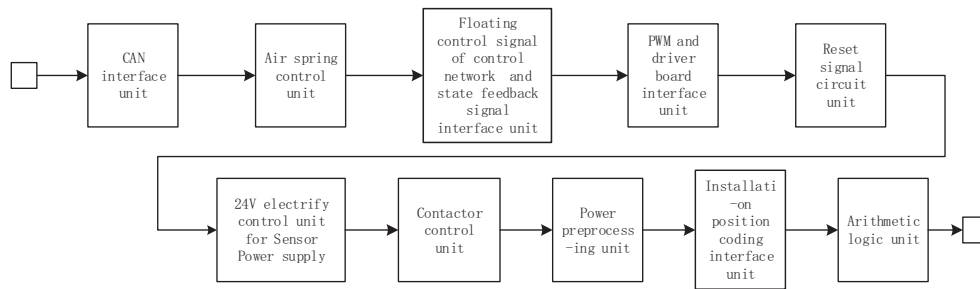 CAN
interface
unit
Air spring
control
unit
Floating
control signal
of control
network and
state feedback
signal
interface unit
PWM and
driver
board
interface
unit
Reset
signal
circuit
unit
24V electrify
control unit
for Sensor
Power supply
Contactor
control
unit
Power
preprocess
-ing unit
Installati
-on
position
coding
interface
unit
Arithmetic
logic unit